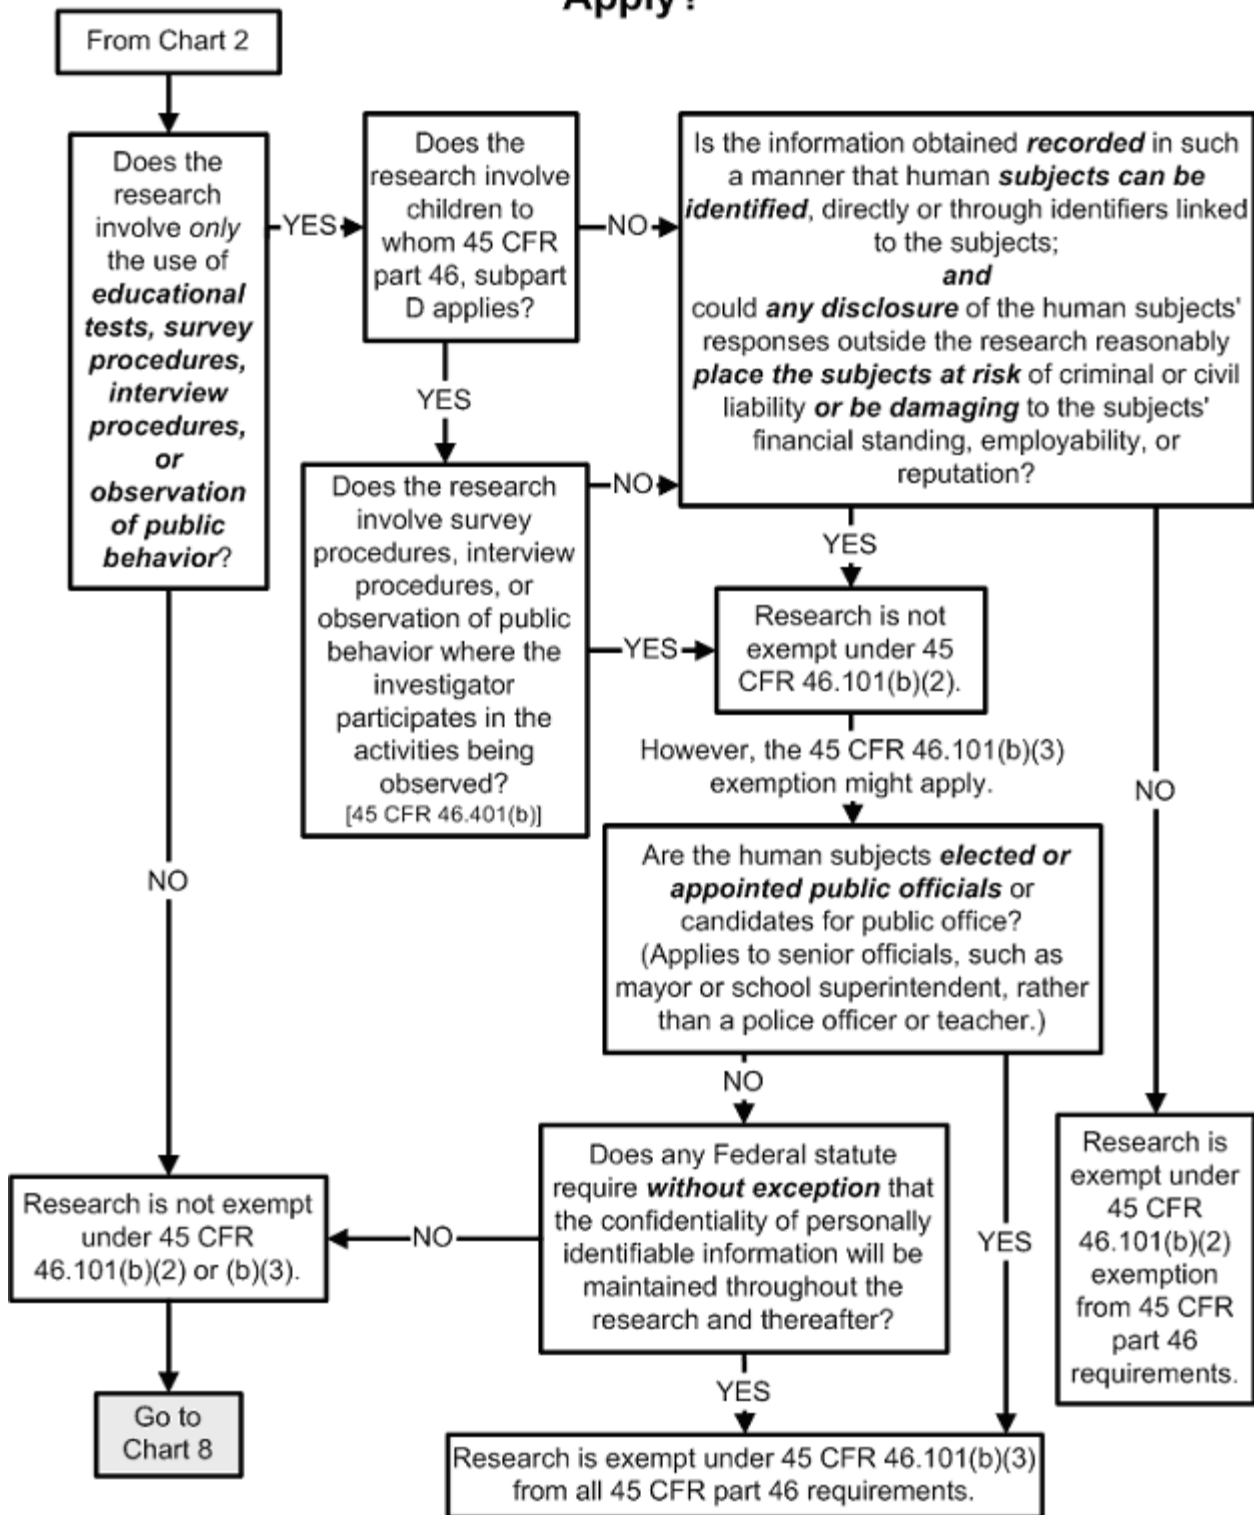 Apply?
From Chart 2
Does the
research
involve only
the use of
educational
tests, survey
procedures,
interview
procedures,
or
observation
of public
behavior?
YES
Does the
research involve
children to
whom 45 CFR
part 46, subpart
D applies?
NO
Is the information obtained recorded in such
a manner that human subjects can be
identified, directly or through identifiers linked
to the subjects;
and
could any disclosure of the human subjects'
responses outside the research reasonably
place the subjects at risk of criminal or civil
liability or be damaging to the subjects'
financial standing, employability, or
reputation?
YES
Does the research
involve survey
procedures, interview
procedures, or
observation of public
behavior where the
investigator
participates in the
activities being
observed?
[45 CFR 46.401(b)]
NO
YES
YES
Research is not
exempt under 45
CFR 46.101(b)(2).
However, the 45 CFR 46.101(b)(3)
exemption might apply.
NO
Are the human subjects elected or
appointed public officials or
candidates for public office?
(Applies to senior officials, such as
mayor or school superintendent, rather
than a police officer or teacher.)
NO
NO
Does any Federal statute
require without exception that
the confidentiality of personally
identifiable information will be
maintained throughout the
research and thereafter?
YES
Research is
exempt under
45 CFR
46.101(b)(2)
exemption
from 45 CFR
part 46
requirements.
NO
Research is not exempt
under 45 CFR
46.101(b)(2) or (b)(3).
YES
Go to
Chart 8
Research is exempt under 45 CFR 46.101(b)(3)
from all 45 CFR part 46 requirements.